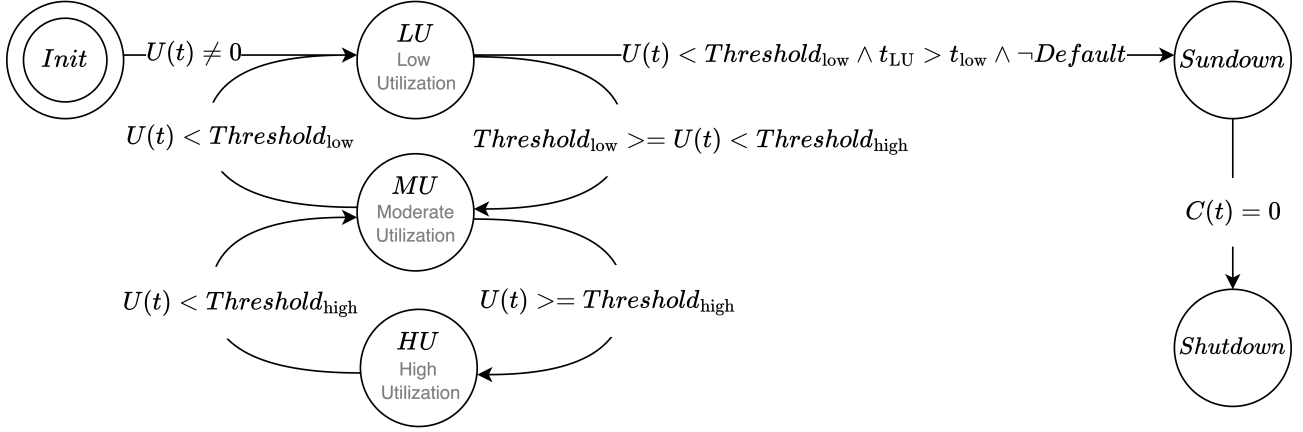 Init
U(t) ≠ 0
LU
Low
Utilization
U(t) < Threshold_low ∧ t_LU > t_low ∧ ¬Default
Sundown
U(t) < Threshold_low
Threshold_low >= U(t) < Threshold_high
MU
Moderate
Utilization
C(t) = 0
U(t) < Threshold_high
U(t) >= Threshold_high
HU
High
Utilization
Shutdown